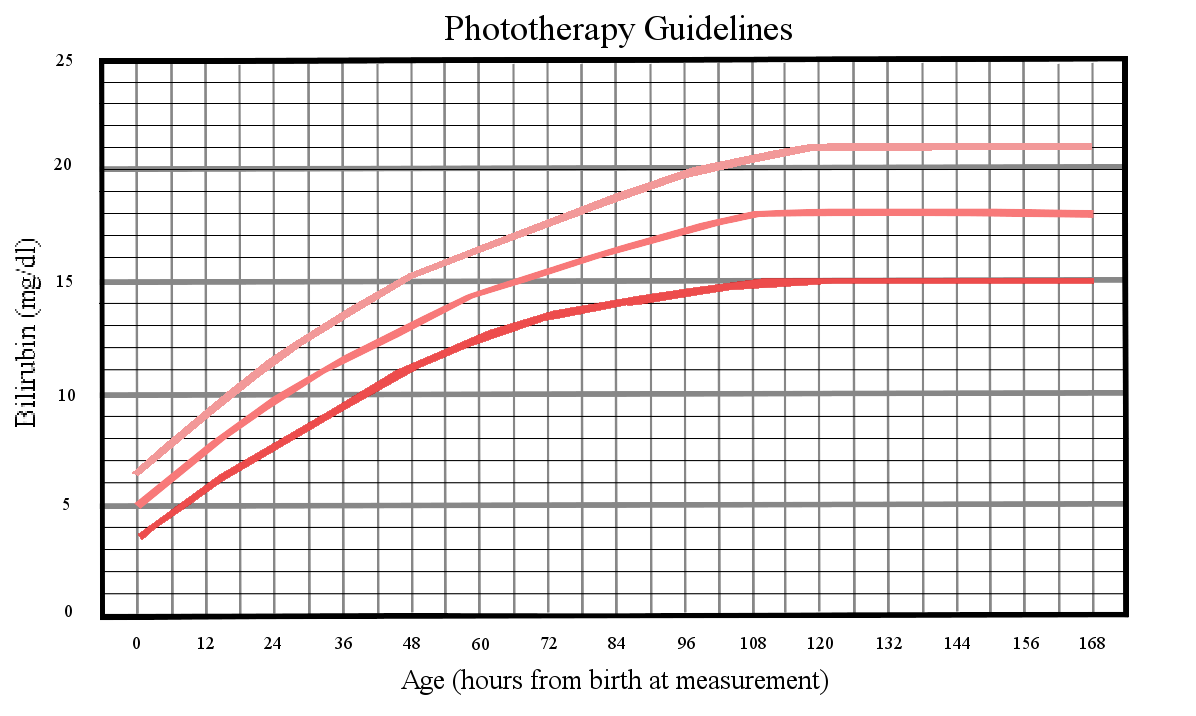 Phototherapy Guidelines
25
20
15
10
5
0
Bilirubin (mg/dl)
0 12 24 36 48 60 72 84 96 108 120 132 144 156 168
Age (hours from birth at measurement)